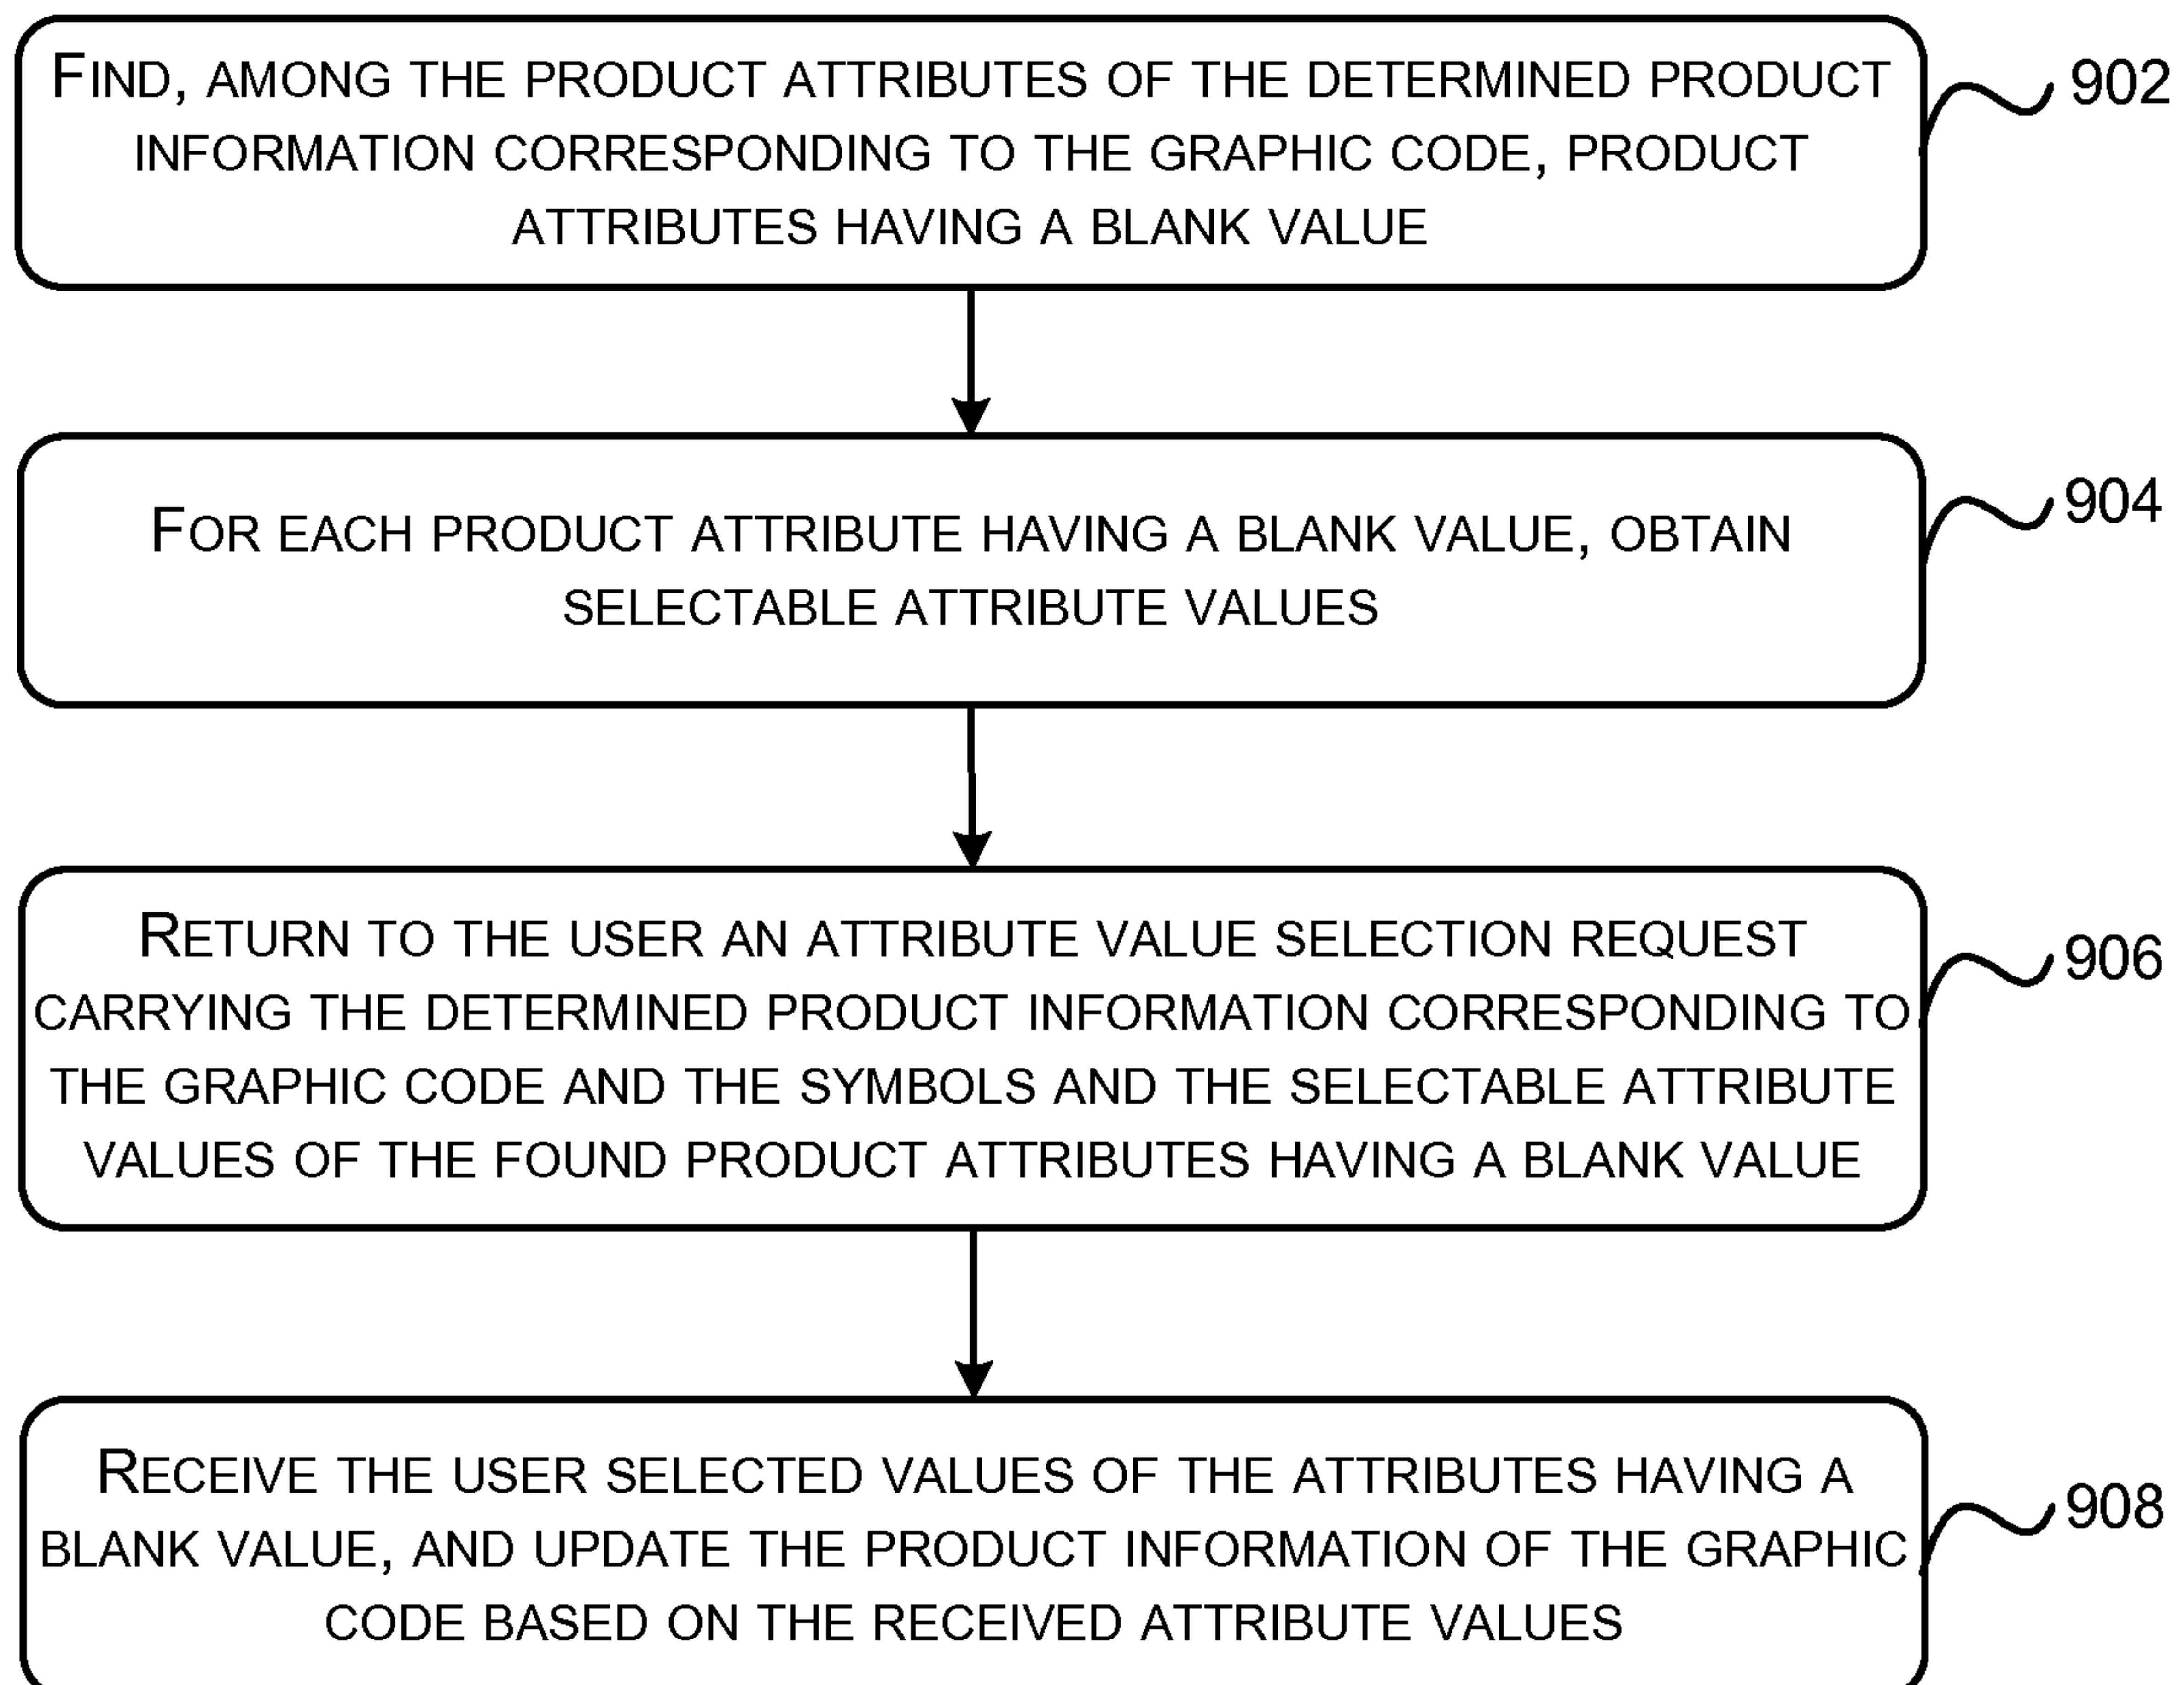 FIND, AMONG THE PRODUCT ATTRIBUTES OF THE DETERMINED PRODUCT
INFORMATION CORRESPONDING TO THE GRAPHIC CODE, PRODUCT
ATTRIBUTES HAVING A BLANK VALUE
902
FOR EACH PRODUCT ATTRIBUTE HAVING A BLANK VALUE, OBTAIN
SELECTABLE ATTRIBUTE VALUES
904
RETURN TO THE USER AN ATTRIBUTE VALUE SELECTION REQUEST
CARRYING THE DETERMINED PRODUCT INFORMATION CORRESPONDING TO
THE GRAPHIC CODE AND THE SYMBOLS AND THE SELECTABLE ATTRIBUTE
VALUES OF THE FOUND PRODUCT ATTRIBUTES HAVING A BLANK VALUE
906
RECEIVE THE USER SELECTED VALUES OF THE ATTRIBUTES HAVING A
BLANK VALUE, AND UPDATE THE PRODUCT INFORMATION OF THE GRAPHIC
CODE BASED ON THE RECEIVED ATTRIBUTE VALUES
908